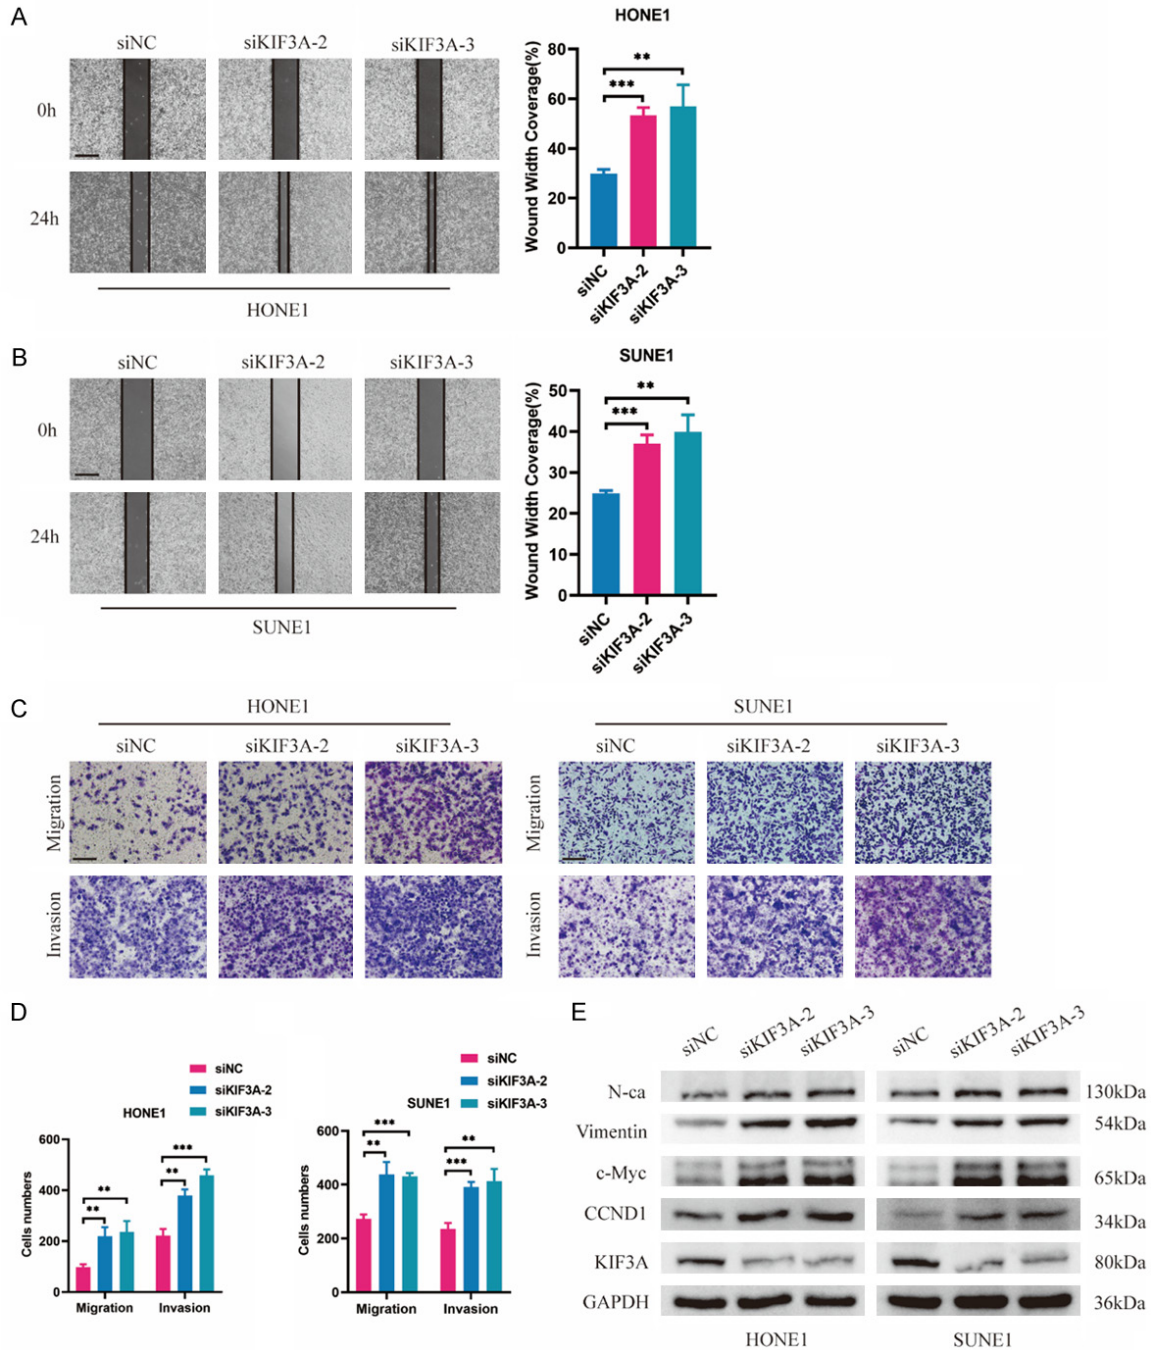 A
siNC siKIF3A-2 siKIF3A-3
0h
24h
HONE1
HONE1
Wound Width Coverage(%)
80
60
40
20
0
** 
***
siNC
siKIF3A-2
siKIF3A-3
B
siNC siKIF3A-2 siKIF3A-3
0h
24h
SUNE1
SUNE1
Wound Width Coverage(%)
50
40
30
20
10
0
**
***
siNC
siKIF3A-2
siKIF3A-3
C
HONE1 SUNE1
siNC siKIF3A-2 siKIF3A-3 siNC siKIF3A-2 siKIF3A-3
Migration Migration
Invasion Invasion
D
siNC
siKIF3A-2
siKIF3A-3
HONE1
Cells numbers
600
400
200
0
**
**
***
**
Migration Invasion
siNC
siKIF3A-2
siKIF3A-3
SUNE1
Cells numbers
600
400
200
0
***
**
**
***
Migration Invasion
E
siNC siKIF3A-2 siKIF3A-3 siNC siKIF3A-2 siKIF3A-3
N-ca 130kDa
Vimentin 54kDa
c-Myc 65kDa
CCND1 34kDa
KIF3A 80kDa
GAPDH 36kDa
HONE1 SUNE1